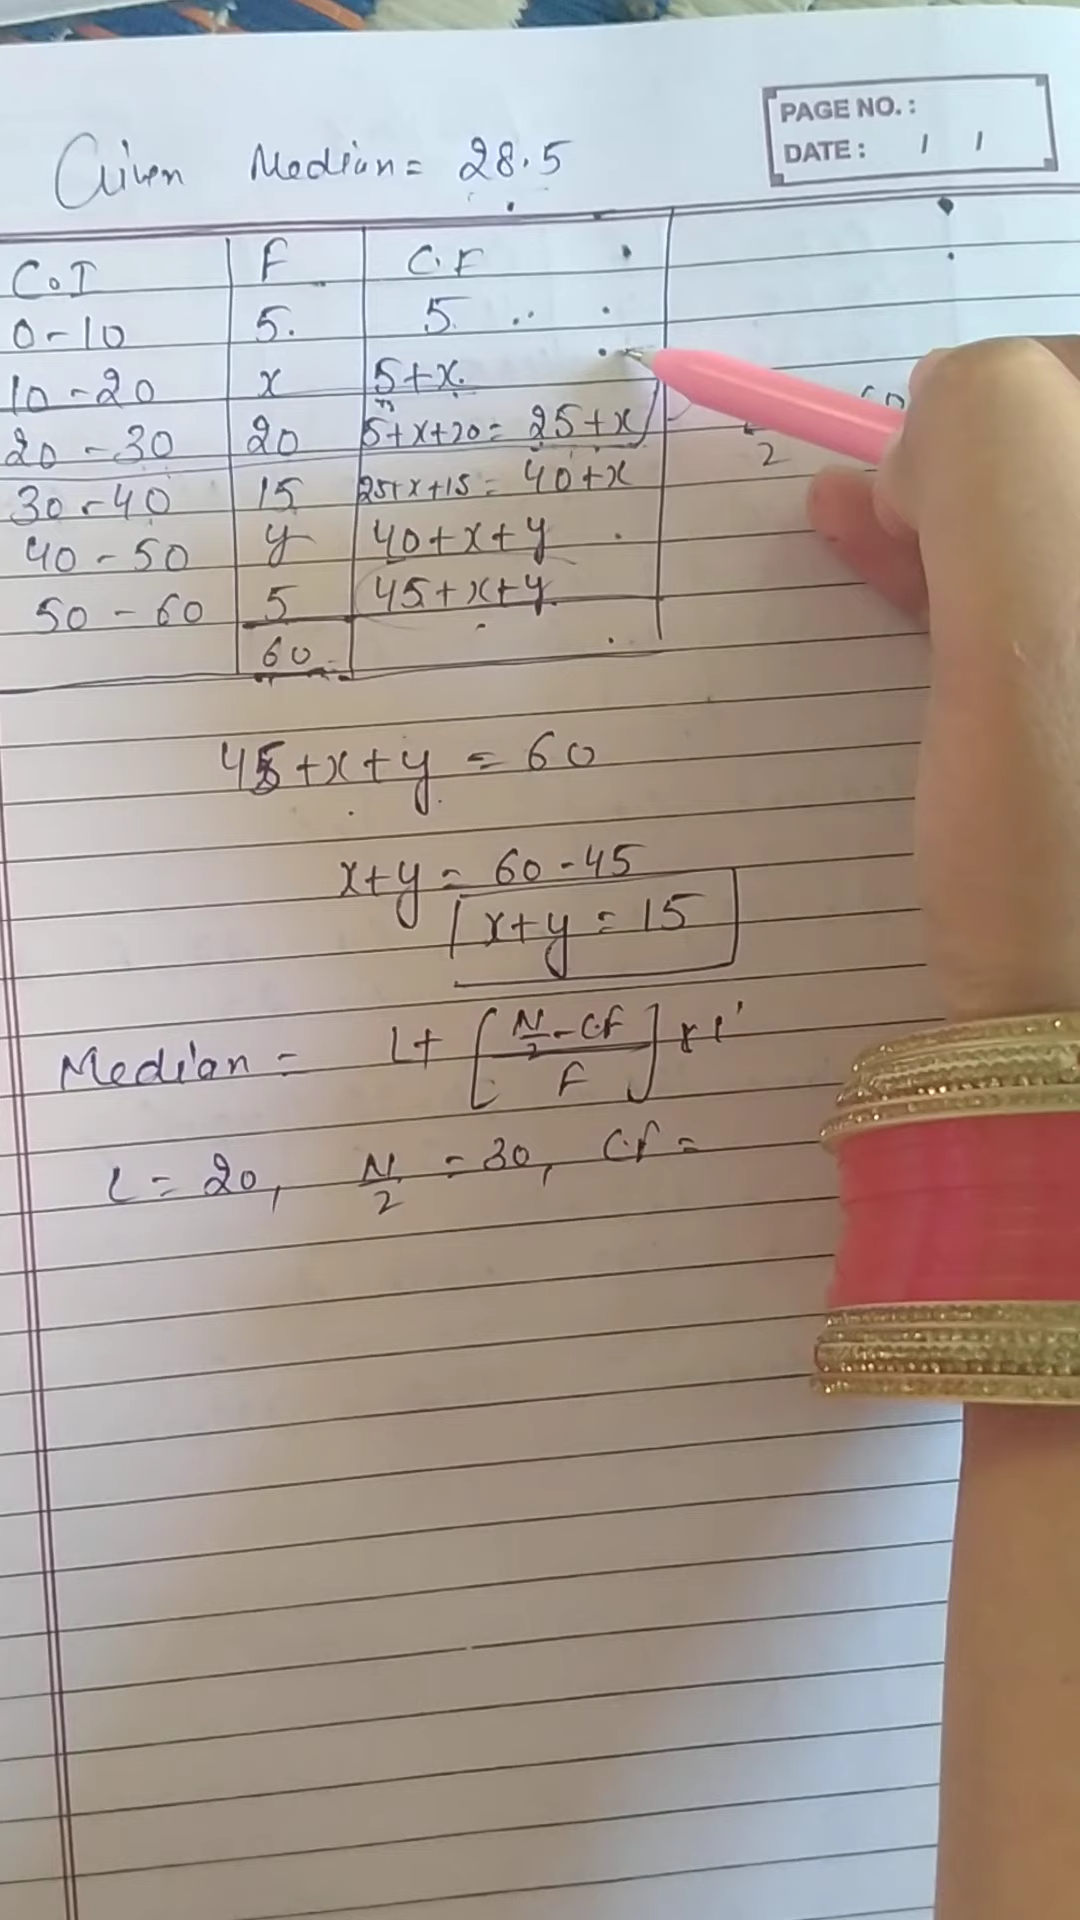 PAGE NO. :
DATE : / /
Given Median = 28.5
C.I F C.F
0-10 5. 5
10-20 x 5+x
20-30 20 5+x+20= 25+x
30-40 15 25+x+15= 40+x
40-50 y 40+x+y
50-60 5 45+x+y
60
2
45+x+y = 60
x+y = 60-45
x+y = 15
Median = L+ [N/2-CF / F] × i
L = 20, N/2 = 30, Cf =